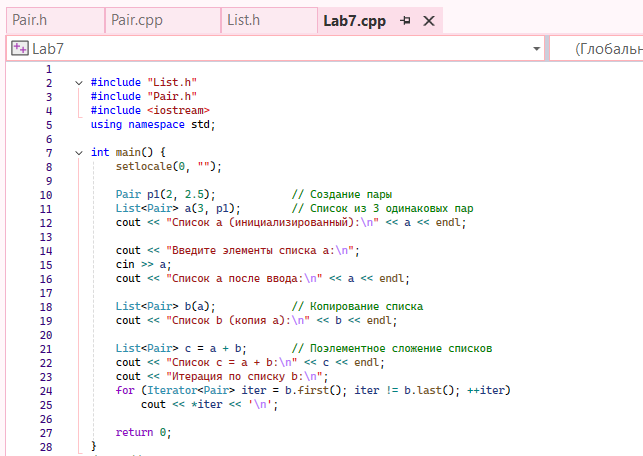 Pair.h Pair.cpp List.h Lab7.cpp
Lab7 (Глобальн
1
2 #include "List.h"
3 #include "Pair.h"
4 #include <iostream>
5 using namespace std;
6
7 int main() {
8 setlocale(0, "");
9
10 Pair p1(2, 2.5); // Создание пары
11 List<Pair> a(3, p1); // Список из 3 одинаковых пар
12 cout << "Список a (инициализированный):\n" << a << endl;
13
14 cout << "Введите элементы списка a:\n";
15 cin >> a;
16 cout << "Список a после ввода:\n" << a << endl;
17
18 List<Pair> b(a); // Копирование списка
19 cout << "Список b (копия a):\n" << b << endl;
20
21 List<Pair> c = a + b; // Поэлементное сложение списков
22 cout << "Список c = a + b:\n" << c << endl;
23 cout << "Итерация по списку b:\n";
24 for (Iterator<Pair> iter = b.first(); iter != b.last(); ++iter)
25 cout << *iter << '\n';
26
27 return 0;
28 }